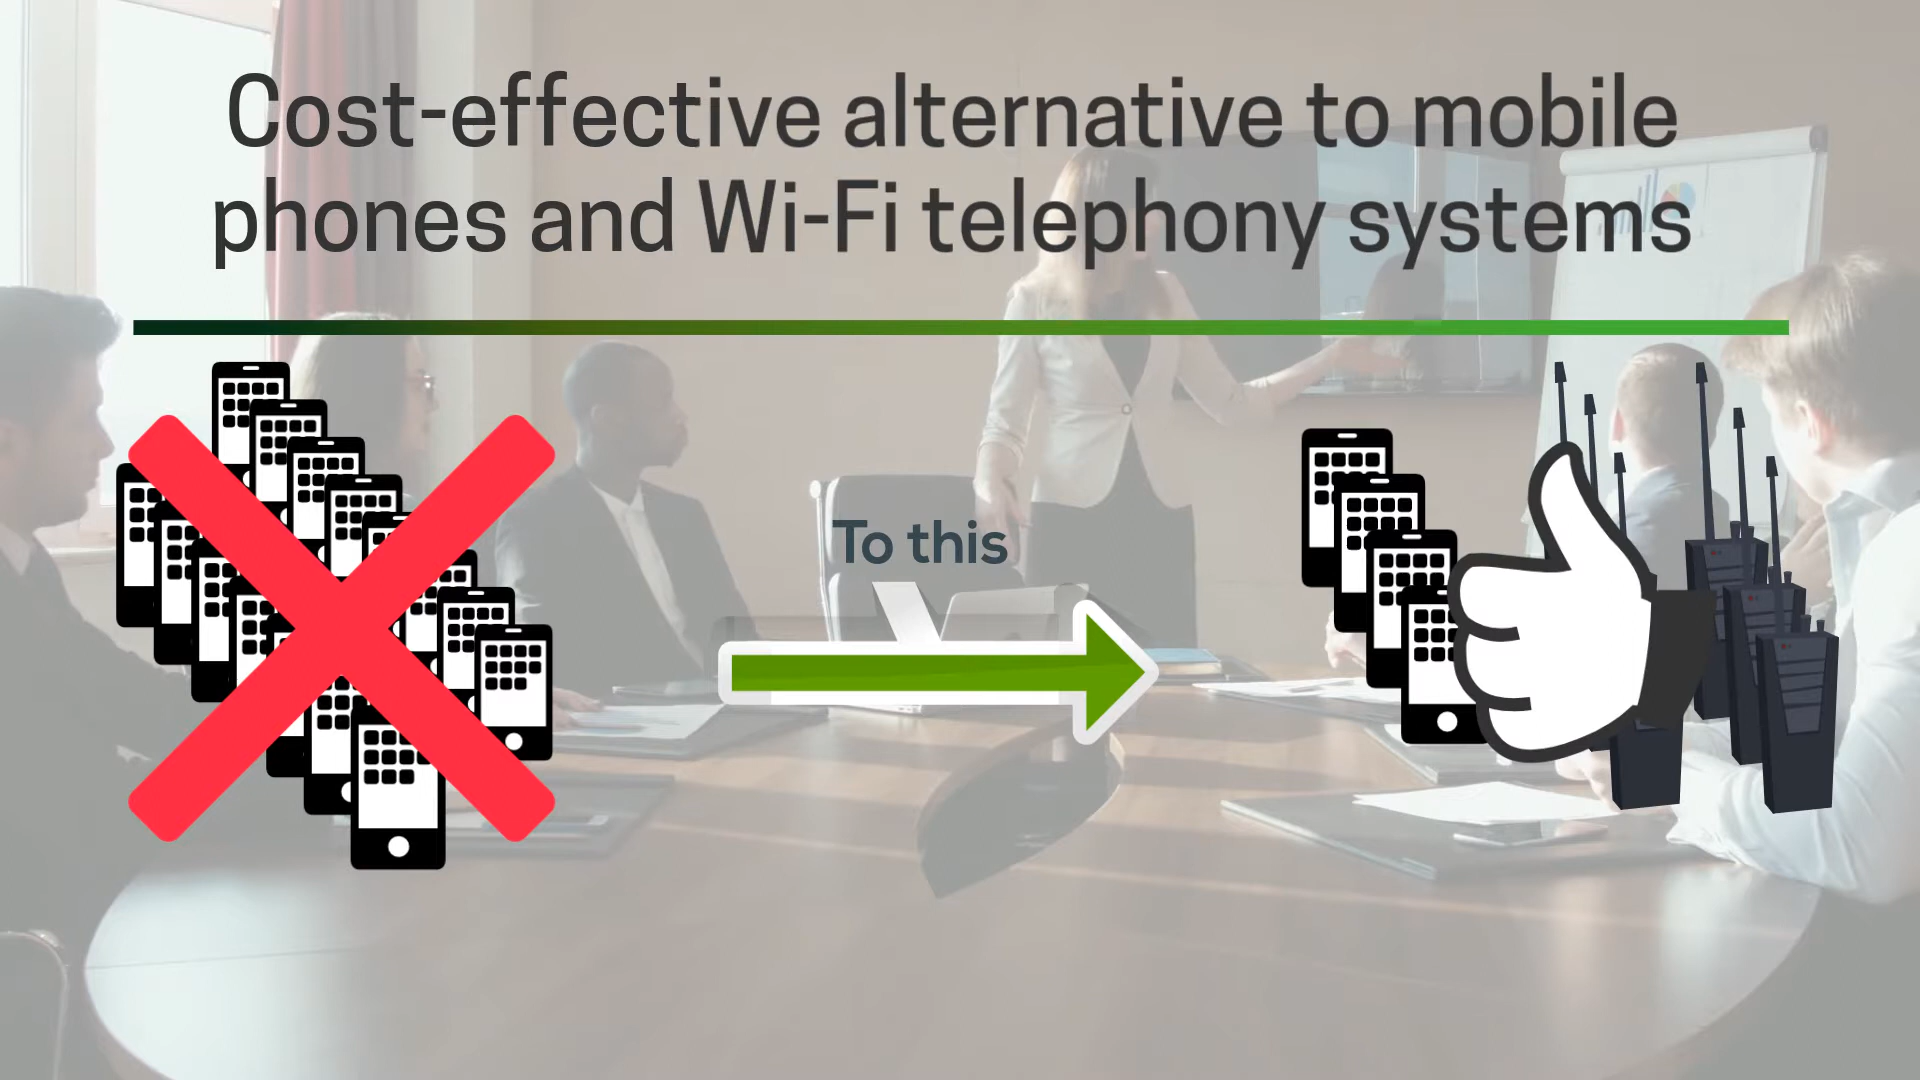 Cost-effective alternative to mobile
phones and Wi-Fi telephony systems
To this